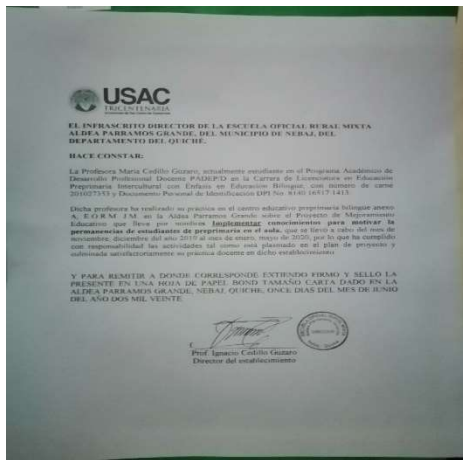 USAC
TRICENTENARIA
EL INFRASCRITO DIRECTOR DE LA ESCUELA OFICIAL RURAL MIXTA
ALDEA PARRAMOS GRANDE, DEL MUNICIPIO DE NEBAJ, DEL
DEPARTAMENTO DEL QUICHÉ.
HACE CONSTAR:
La Profesora Maria Cedillo Guzaro, actualmente estudiante en el Programa Académico de
Desarrollo Profesional Docente PADEP/D en la Carrera de Licenciatura en Educación
Preprimaria Intercultural con Énfasis en Educación Bilingüe, con número de carné
201027353 y Documento Personal de Identificación DPI No. 8140 16517 1413
Dicha profesora ha realizado su práctica en el centro educativo preprimaria bilingüe anexo
A, E.O.R.M. J.M. en la Aldea Parramos Grande sobre el Proyecto de Mejoramiento
Educativo que lleva por nombre Implementar conocimientos para motivar la
permanencias de estudiantes de preprimaria en el aula, que se llevó a cabo del mes de
noviembre, diciembre del año 2019 al mes de enero, mayo de 2020, por lo que ha cumplido
con responsabilidad las actividades tal como está plasmado en el plan de proyecto y
culminada satisfactoriamente su práctica docente en dicho establecimiento.
Y PARA REMITIR A DONDE CORRESPONDE EXTIENDO FIRMO Y SELLO LA
PRESENTE EN UNA HOJA DE PAPEL BOND TAMAÑO CARTA DADO EN LA
ALDEA PARRAMOS GRANDE, NEBAJ QUICHE, ONCE DIAS DEL MES DE JUNIO
DEL AÑO DOS MIL VEINTE
f.
Prof. Ignacio Cedillo Guzaro
Director del establecimiento